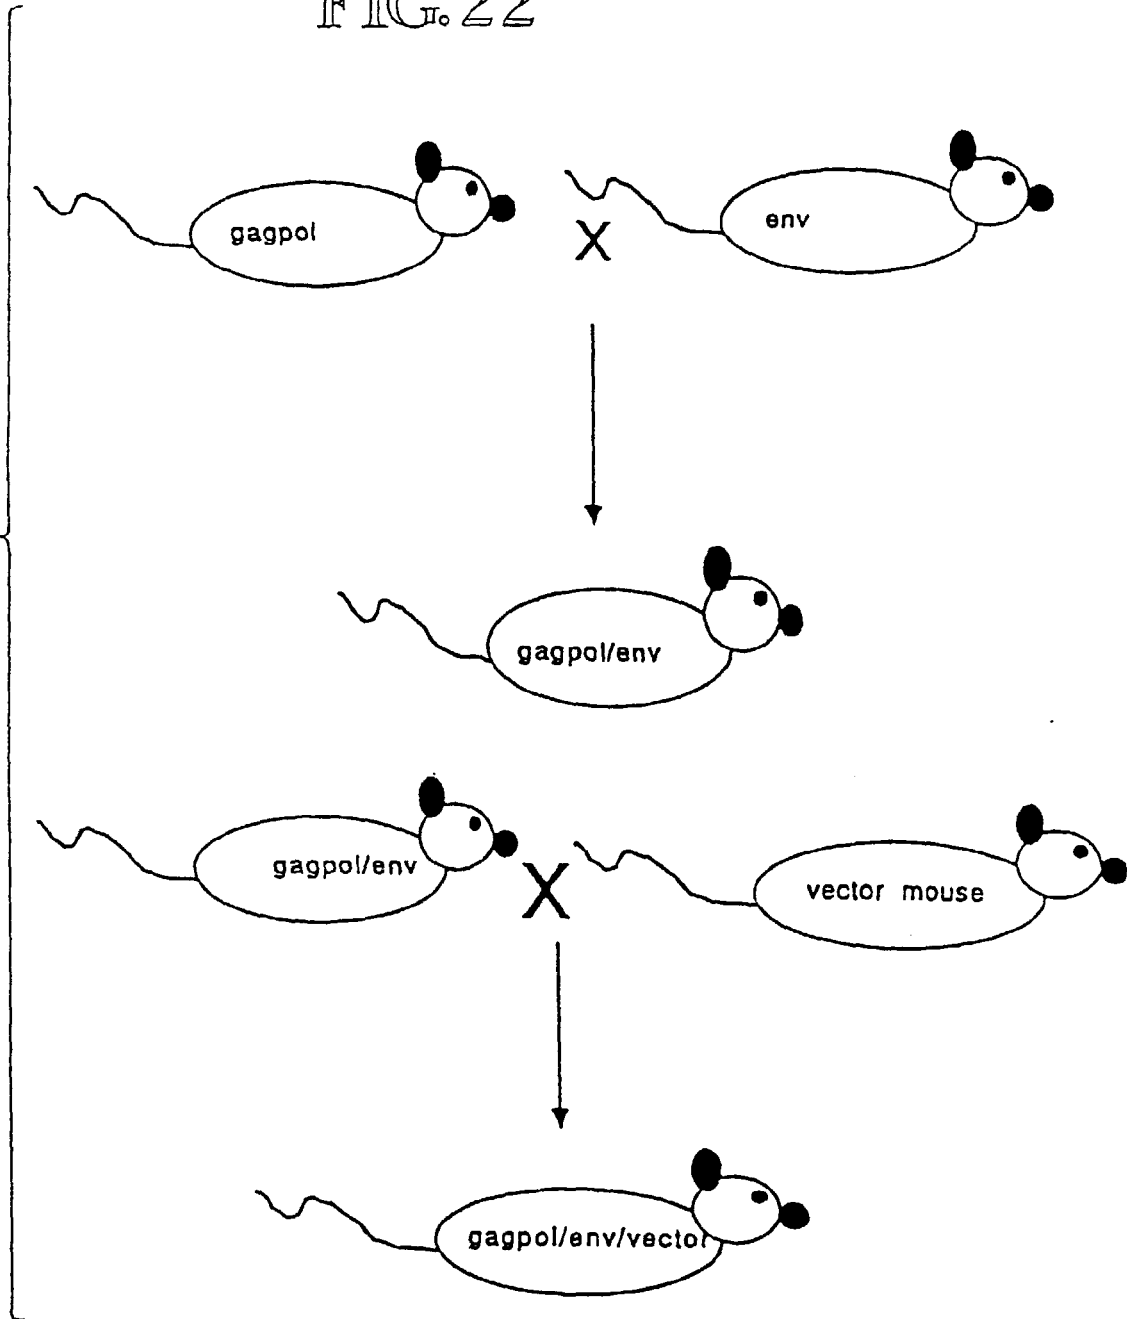 FIG. 22
gagpol
X
env
gagpol/env
gagpol/env
X
vector mouse
gagpol/env/vector